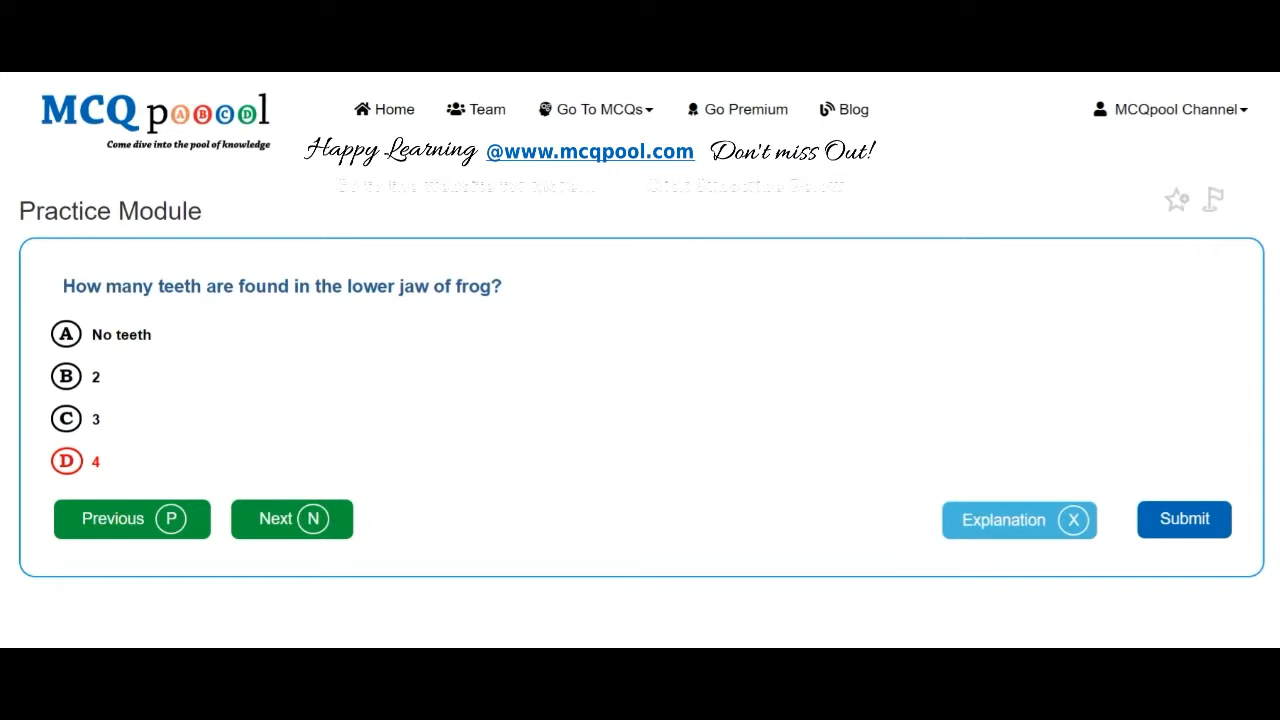 MCQ pooool
Come dive into the pool of knowledge
Home Team Go To MCQs Go Premium Blog MCQpool Channel
Happy Learning @www.mcqpool.com Don't miss Out!
Practice Module
How many teeth are found in the lower jaw of frog?
A No teeth
B 2
C 3
D 4
Previous P Next N Explanation X Submit